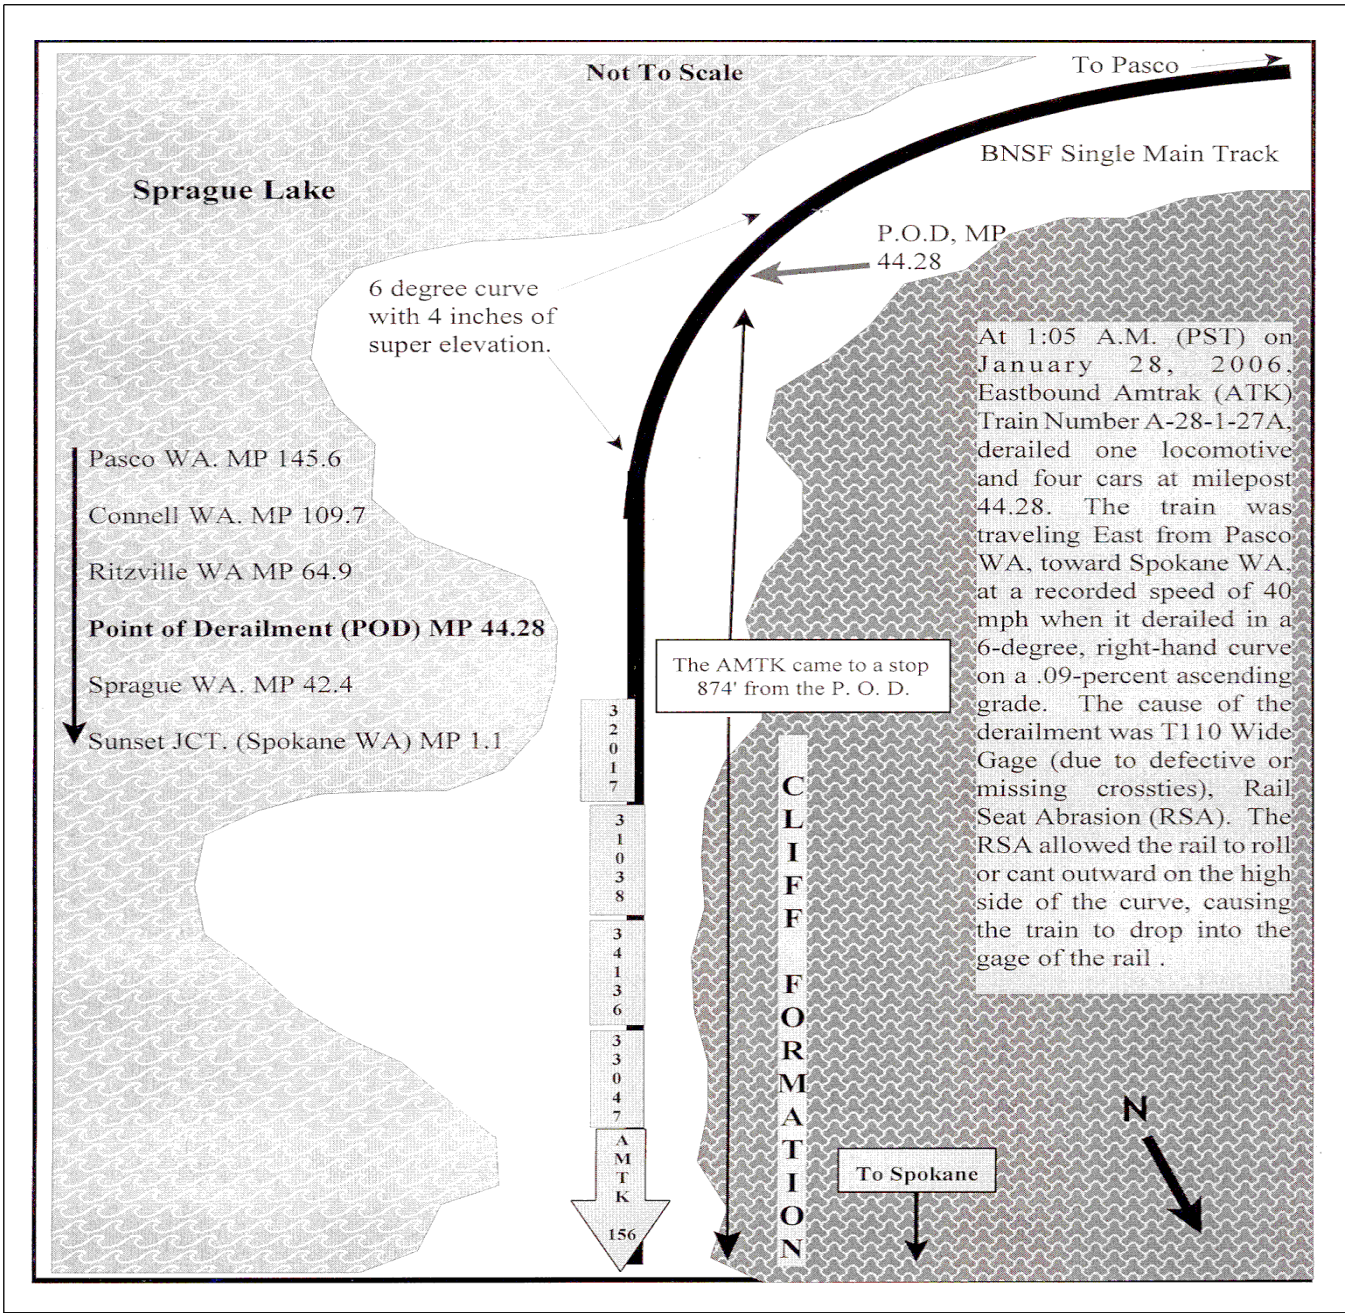 Not To Scale
To Pasco
BNSF Single Main Track
Sprague Lake
P.O.D, MP
44.28
6 degree curve
with 4 inches of
super elevation.
At 1:05 A.M. (PST) on
January 28, 2006,
Eastbound Amtrak (ATK)
Train Number A-28-1-27A,
derailed one locomotive
and four cars at milepost
44.28. The train was
traveling East from Pasco
WA, toward Spokane WA,
at a recorded speed of 40
mph when it derailed in a
6-degree, right-hand curve
on a .09-percent ascending
grade. The cause of the
derailment was T110 Wide
Gage (due to defective or
missing crossties), Rail
Seat Abrasion (RSA). The
RSA allowed the rail to roll
or cant outward on the high
side of the curve, causing
the train to drop into the
gage of the rail .
Pasco WA. MP 145.6
Connell WA. MP 109.7
Ritzville WA MP 64.9
Point of Derailment (POD) MP 44.28
Sprague WA. MP 42.4
Sunset JCT. (Spokane WA) MP 1.1
The AMTK came to a stop
874' from the P. O. D.
32017
31038
34136
33047
AMTK
156
CLIFF FORMATION
To Spokane
N